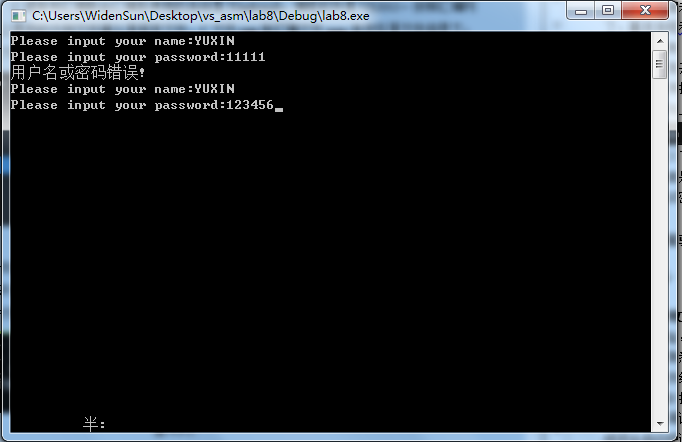 C:\Users\WidenSun\Desktop\vs_asm\lab8\Debug\lab8.exe
Please input your name:YUXIN
Please input your password:11111
用户名或密码错误!
Please input your name:YUXIN
Please input your password:123456
半: